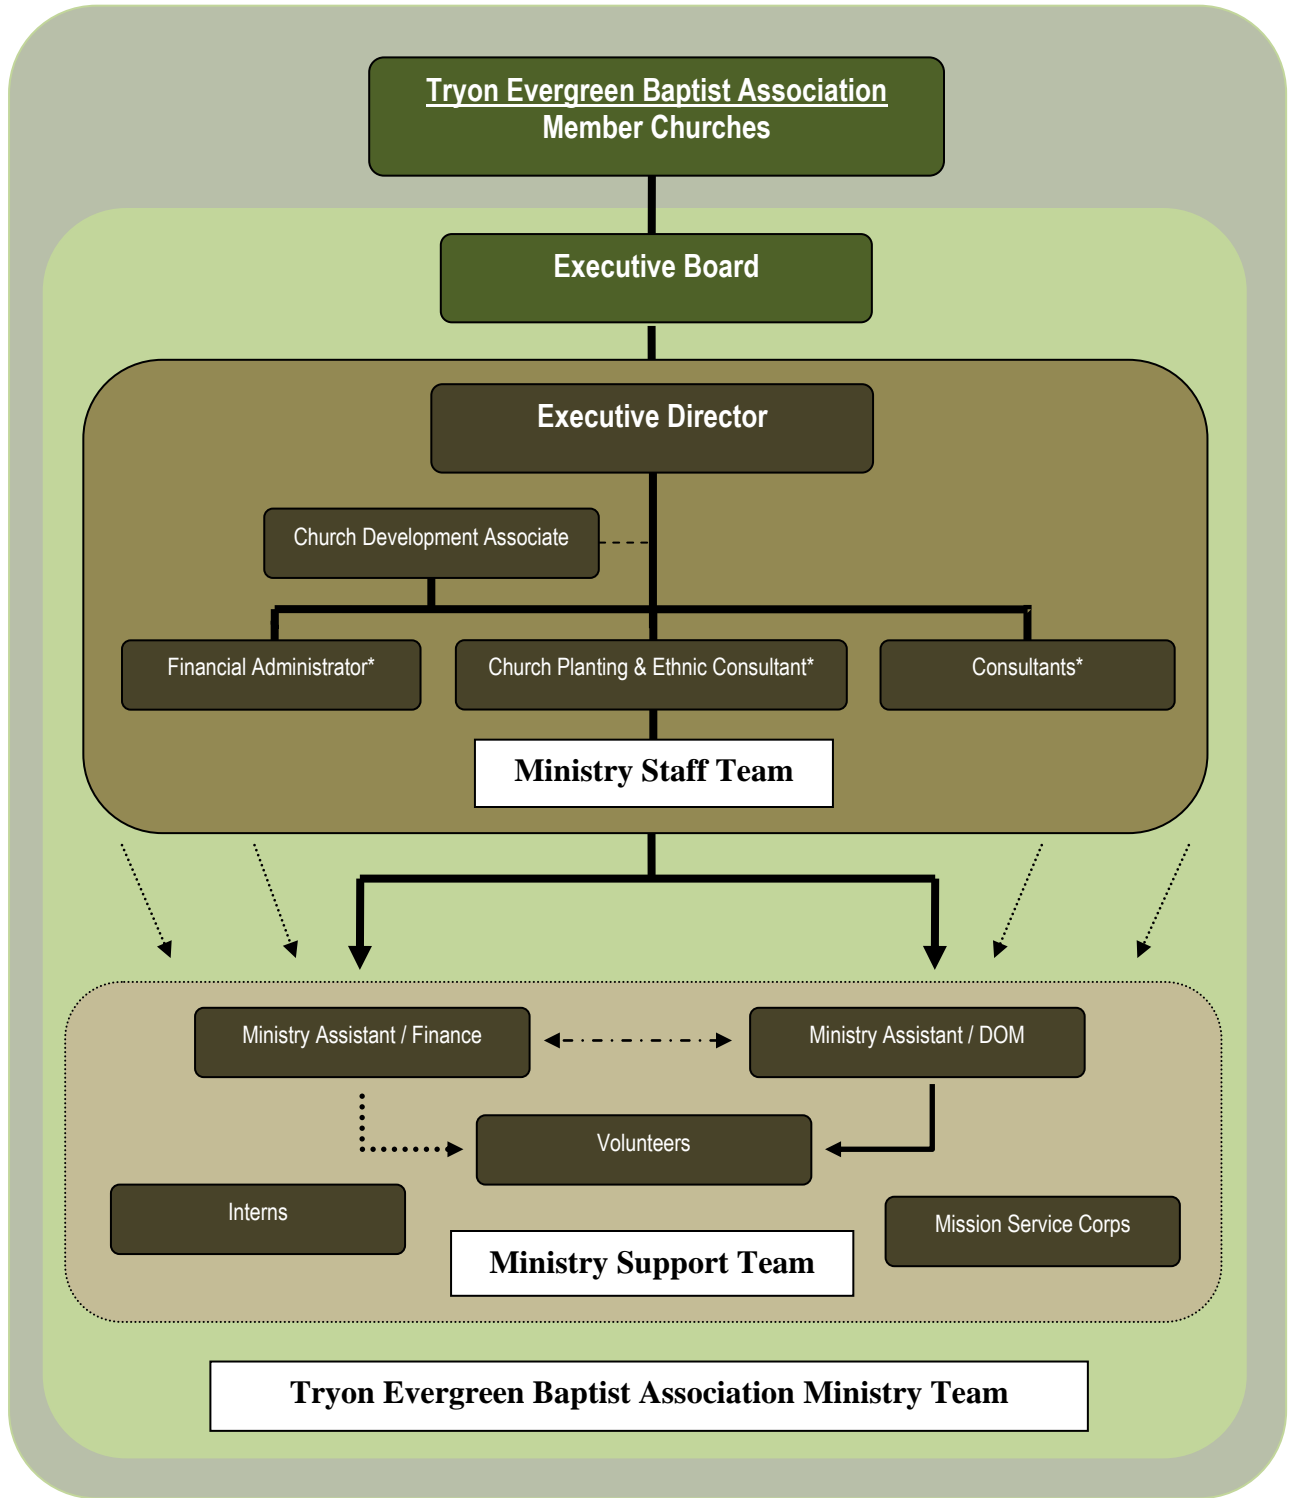 Tryon Evergreen Baptist Association
Member Churches
Executive Board
Executive Director
Church Development Associate
Financial Administrator*
Church Planting & Ethnic Consultant*
Consultants*
Ministry Staff Team
Ministry Assistant / Finance
Ministry Assistant / DOM
Volunteers
Interns
Mission Service Corps
Ministry Support Team
Tryon Evergreen Baptist Association Ministry Team